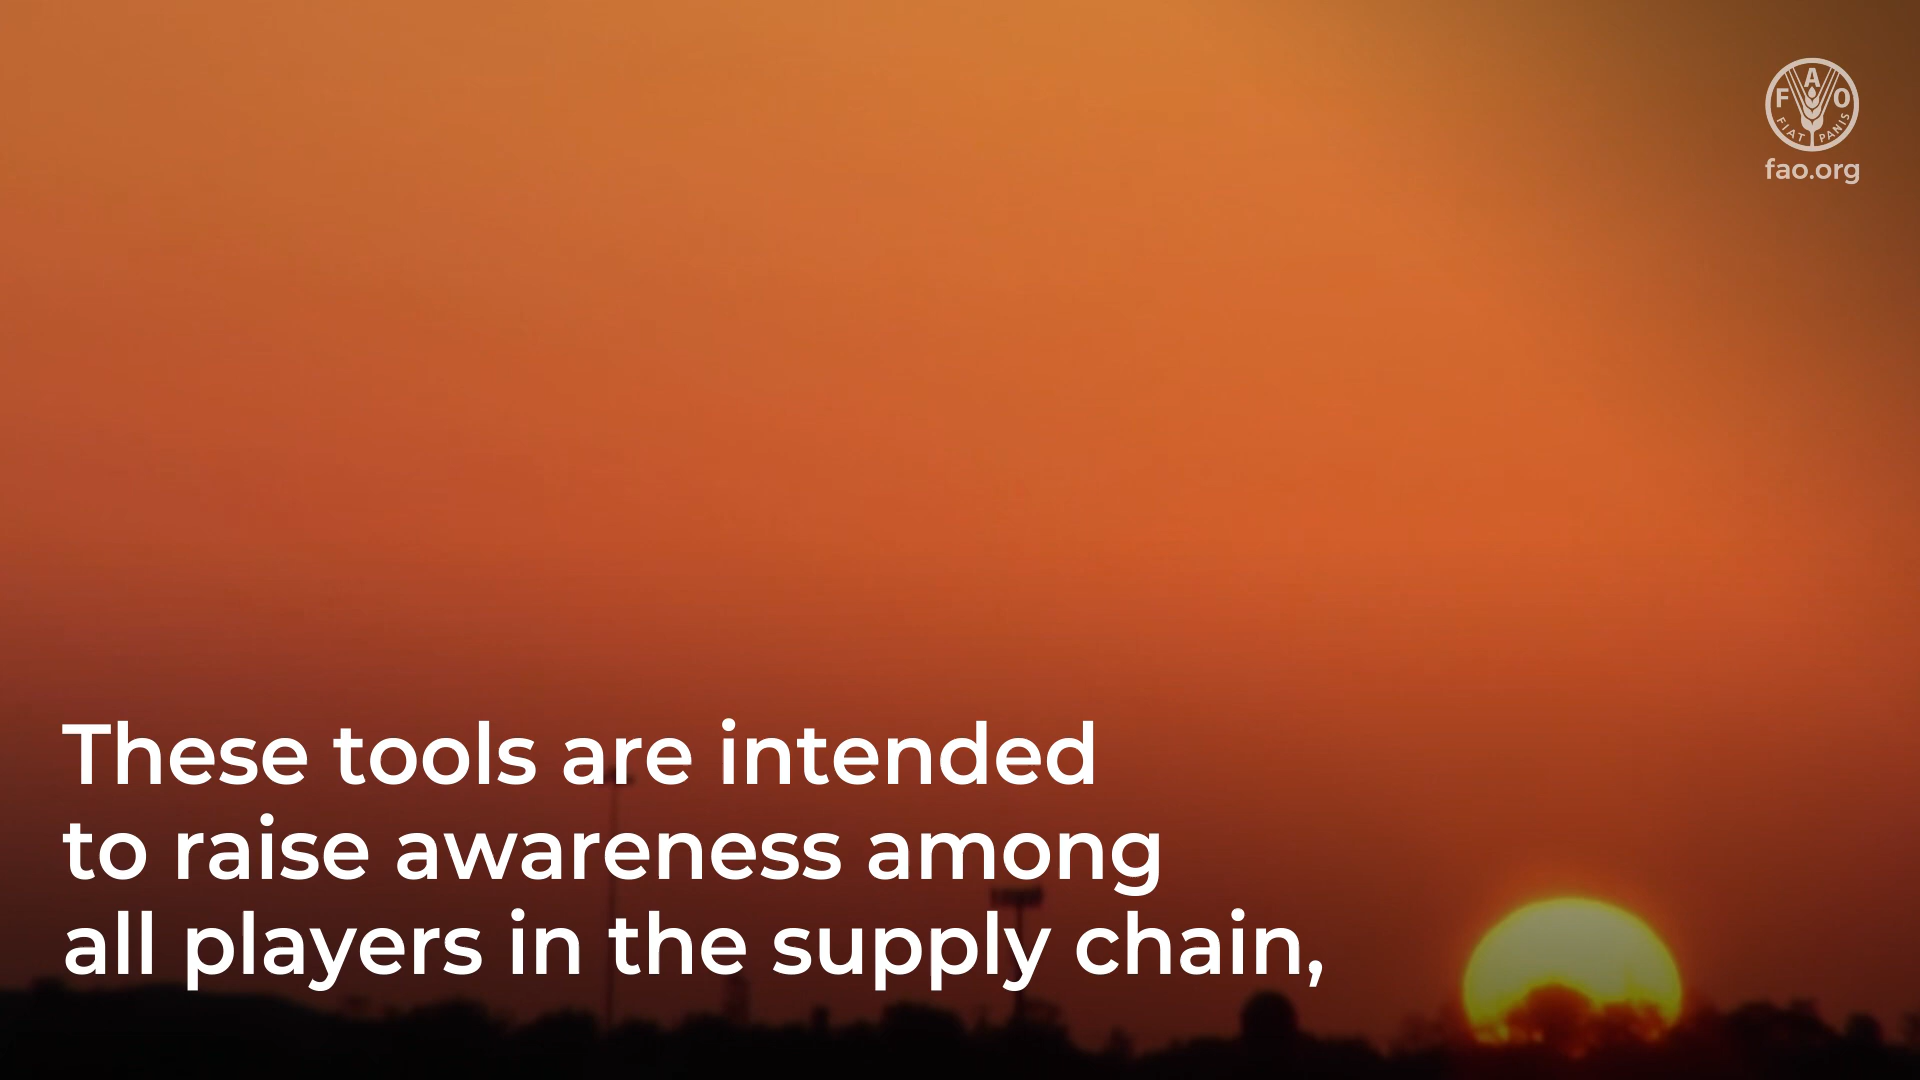 F A O
FIAT PANIS
fao.org
These tools are intended
to raise awareness among
all players in the supply chain,